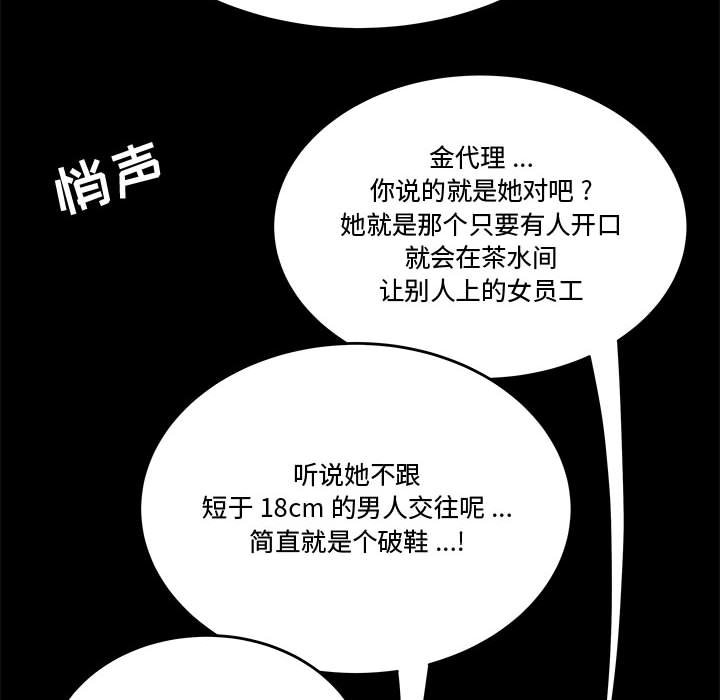 悄声
金代理 ...
你说的就是她对吧？
她就是那个只要有人开口
就会在茶水间
让别人上的女员工
听说她不跟
短于 18cm 的男人交往呢 ...
简直就是个破鞋 ...!